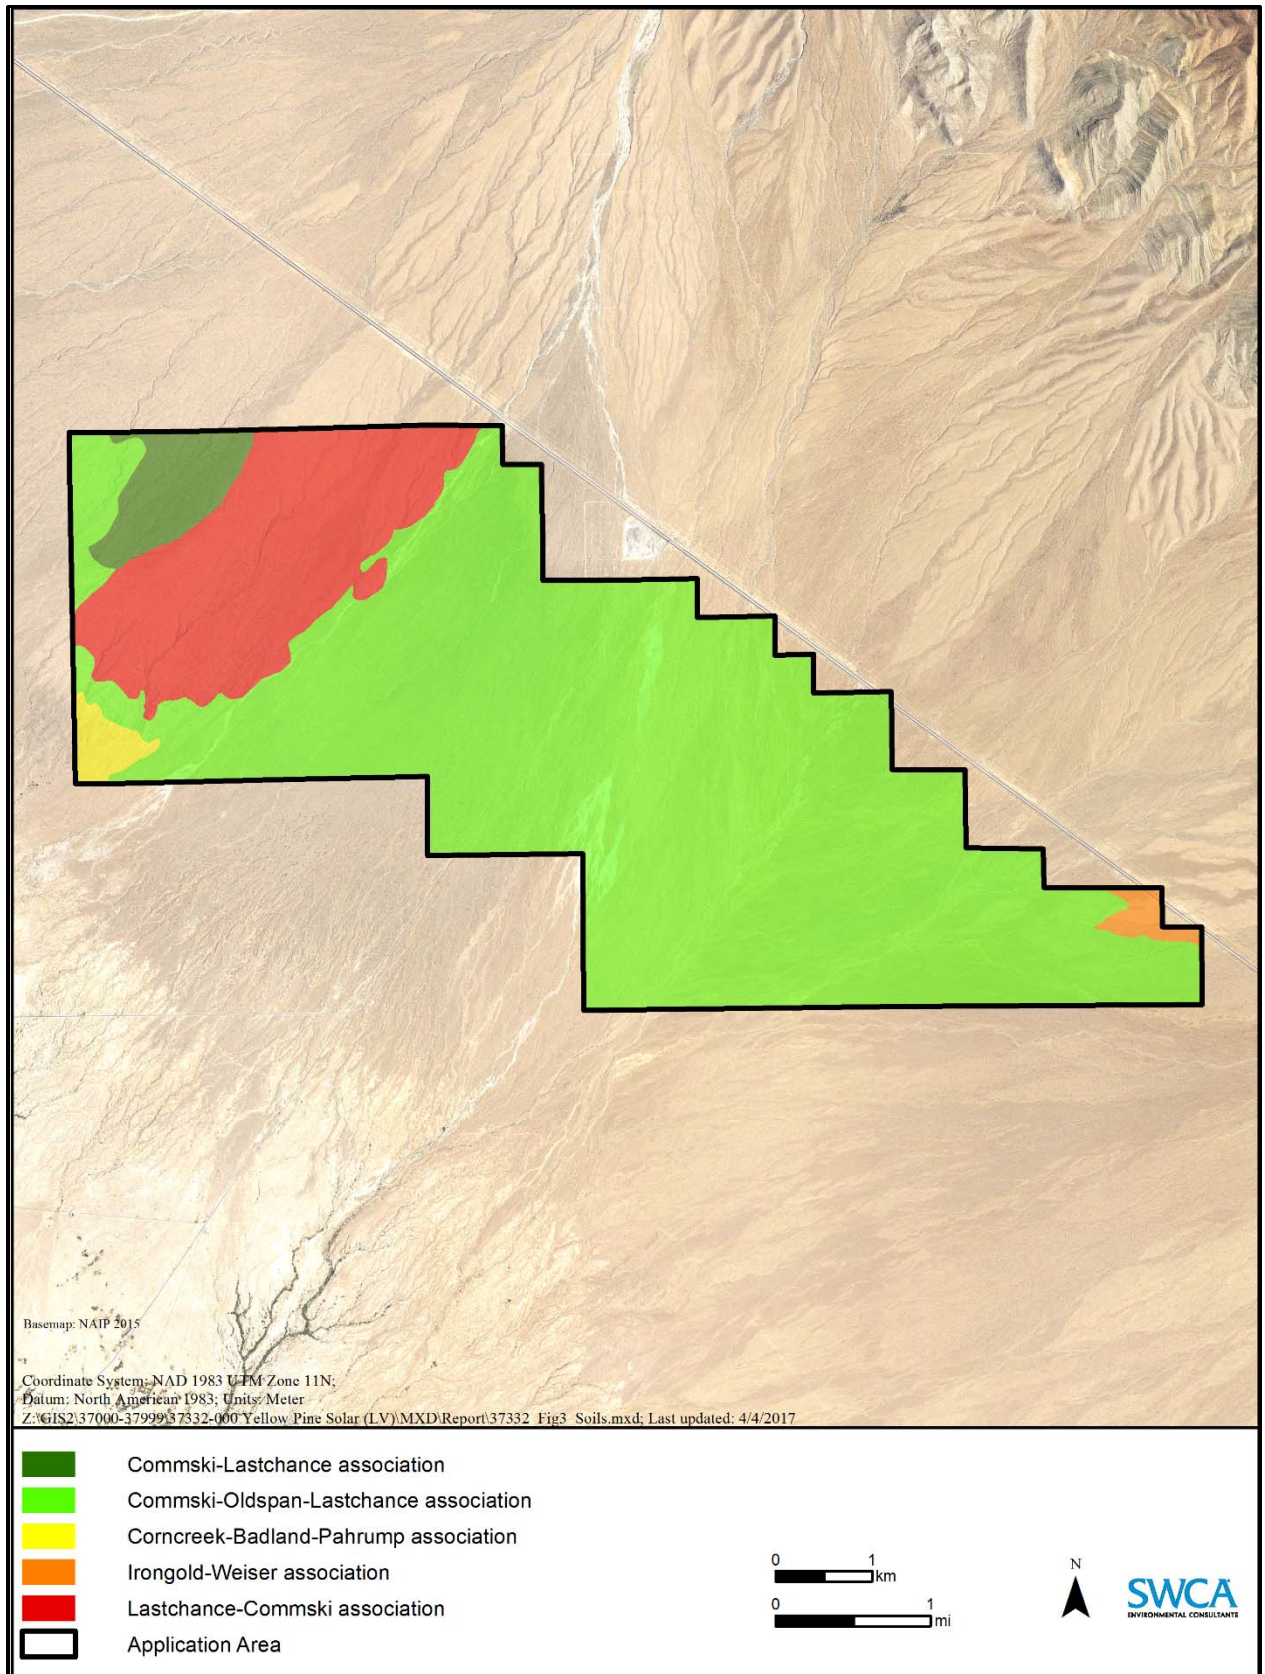 Basemap: NAIP 2015
Coordinate System: NAD 1983 UTM Zone 11N;
Datum: North American 1983; Units: Meter
Z:\GIS2\37000-37999\37332-000 Yellow Pine Solar (LV)\MXD\Report\37332_Fig3_Soils.mxd; Last updated: 4/4/2017
Commski-Lastchance association
Commski-Oldspan-Lastchance association
Corncreek-Badland-Pahrump association
Irongold-Weiser association
Lastchance-Commski association
Application Area
0 1
km
0 1
mi
N
SWCA
ENVIRONMENTAL CONSULTANTS